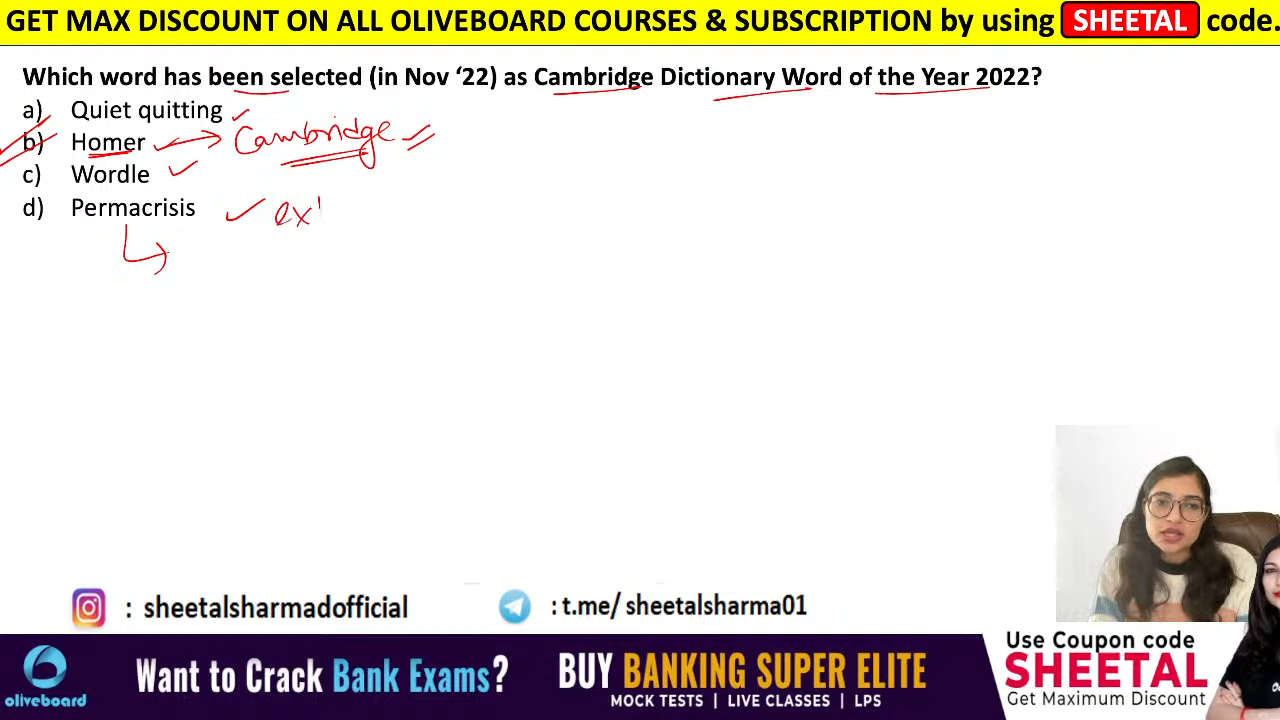 GET MAX DISCOUNT ON ALL OLIVEBOARD COURSES & SUBSCRIPTION by using SHEETAL code.
Which word has been selected (in Nov ‘22) as Cambridge Dictionary Word of the Year 2022?
a) Quiet quitting
b) Homer → Cambridge
c) Wordle
d) Permacrisis ex
: sheetalsharmadofficial : t.me/ sheetalsharma01
oliveboard
Want to Crack Bank Exams?
BUY BANKING SUPER ELITE
MOCK TESTS | LIVE CLASSES | LPS
Use Coupon code
SHEETAL
Get Maximum Discount